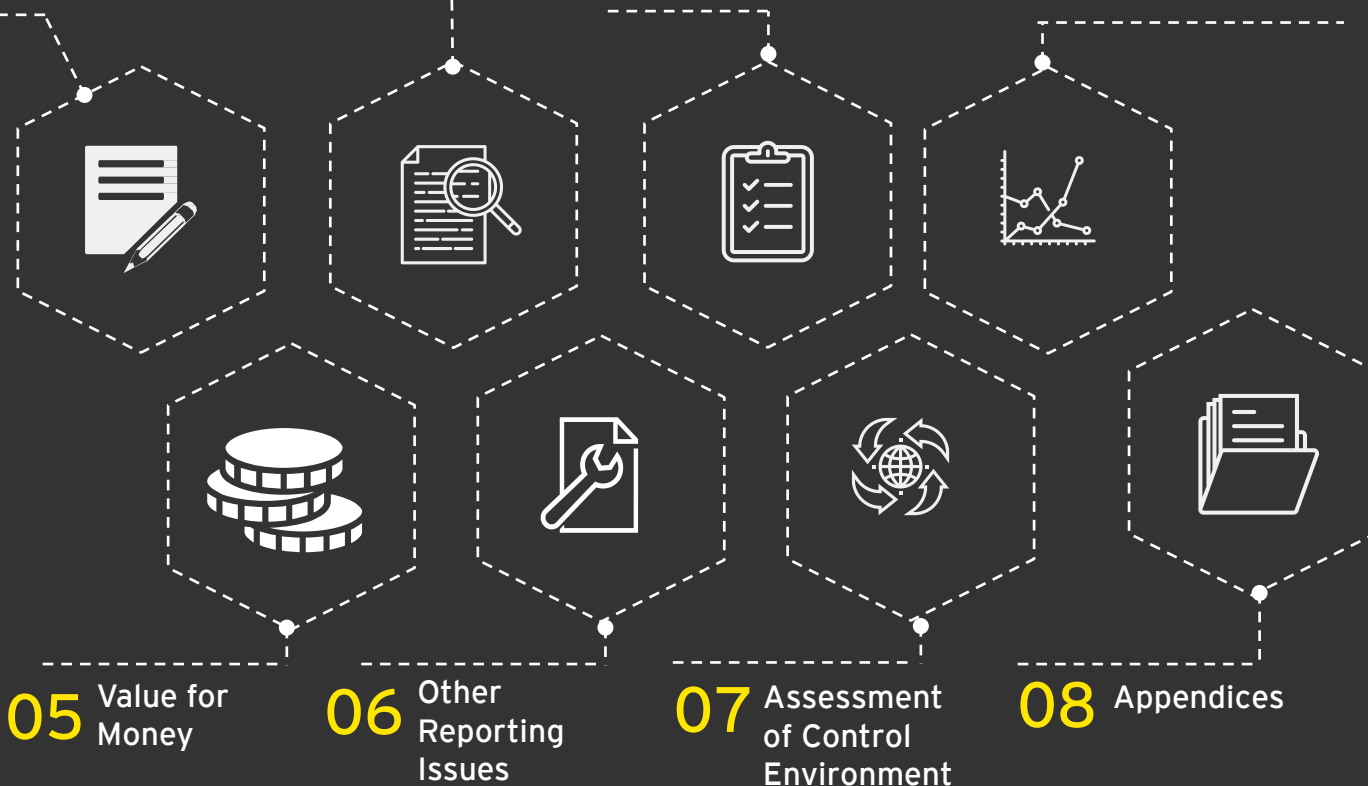 05 Value for
Money
06 Other
Reporting
Issues
07 Assessment
of Control
Environment
08 Appendices